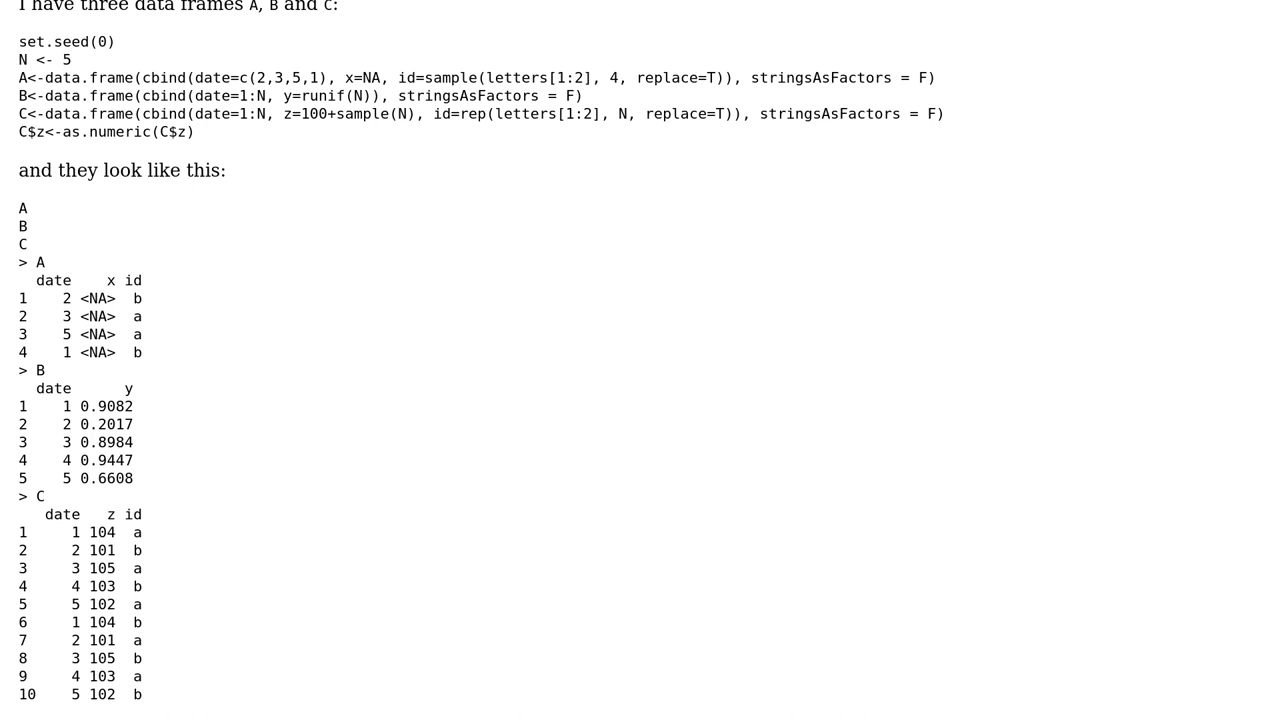 I have three data frames A, B and C:
set.seed(0)
N <- 5
A<-data.frame(cbind(date=c(2,3,5,1), x=NA, id=sample(letters[1:2], 4, replace=T)), stringsAsFactors = F)
B<-data.frame(cbind(date=1:N, y=runif(N)), stringsAsFactors = F)
C<-data.frame(cbind(date=1:N, z=100+sample(N), id=rep(letters[1:2], N, replace=T)), stringsAsFactors = F)
C$z<-as.numeric(C$z)
and they look like this:
A
B
C
> A
  date    x id
1    2 <NA>  b
2    3 <NA>  a
3    5 <NA>  a
4    1 <NA>  b
> B
  date      y
1    1 0.9082
2    2 0.2017
3    3 0.8984
4    4 0.9447
5    5 0.6608
> C
   date   z id
1     1 104  a
2     2 101  b
3     3 105  a
4     4 103  b
5     5 102  a
6     1 104  b
7     2 101  a
8     3 105  b
9     4 103  a
10    5 102  b